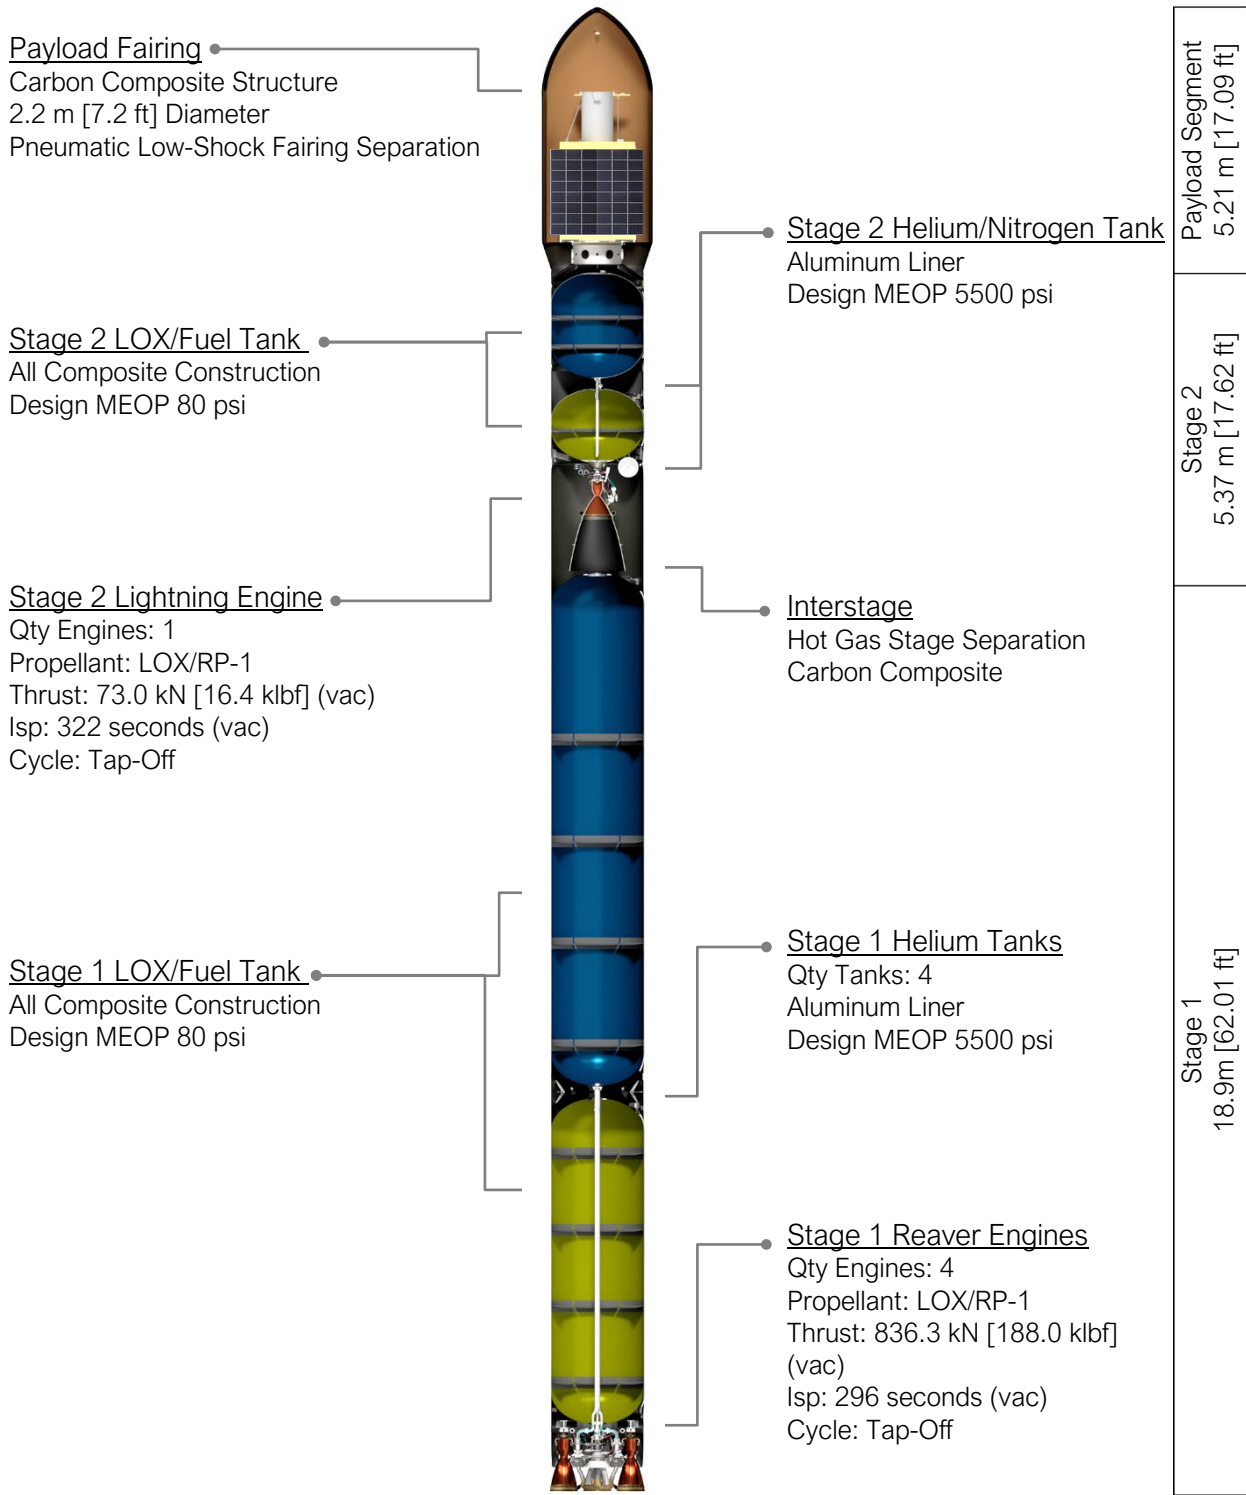 Payload Fairing
Carbon Composite Structure
2.2 m [7.2 ft] Diameter
Pneumatic Low-Shock Fairing Separation
Stage 2 LOX/Fuel Tank
All Composite Construction
Design MEOP 80 psi
Stage 2 Lightning Engine
Qty Engines: 1
Propellant: LOX/RP-1
Thrust: 73.0 kN [16.4 klbf] (vac)
Isp: 322 seconds (vac)
Cycle: Tap-Off
Stage 1 LOX/Fuel Tank
All Composite Construction
Design MEOP 80 psi
Stage 2 Helium/Nitrogen Tank
Aluminum Liner
Design MEOP 5500 psi
Interstage
Hot Gas Stage Separation
Carbon Composite
Stage 1 Helium Tanks
Qty Tanks: 4
Aluminum Liner
Design MEOP 5500 psi
Stage 1 Reaver Engines
Qty Engines: 4
Propellant: LOX/RP-1
Thrust: 836.3 kN [188.0 klbf]
(vac)
Isp: 296 seconds (vac)
Cycle: Tap-Off
Payload Segment
5.21 m [17.09 ft]
Stage 2
5.37 m [17.62 ft]
Stage 1
18.9m [62.01 ft]